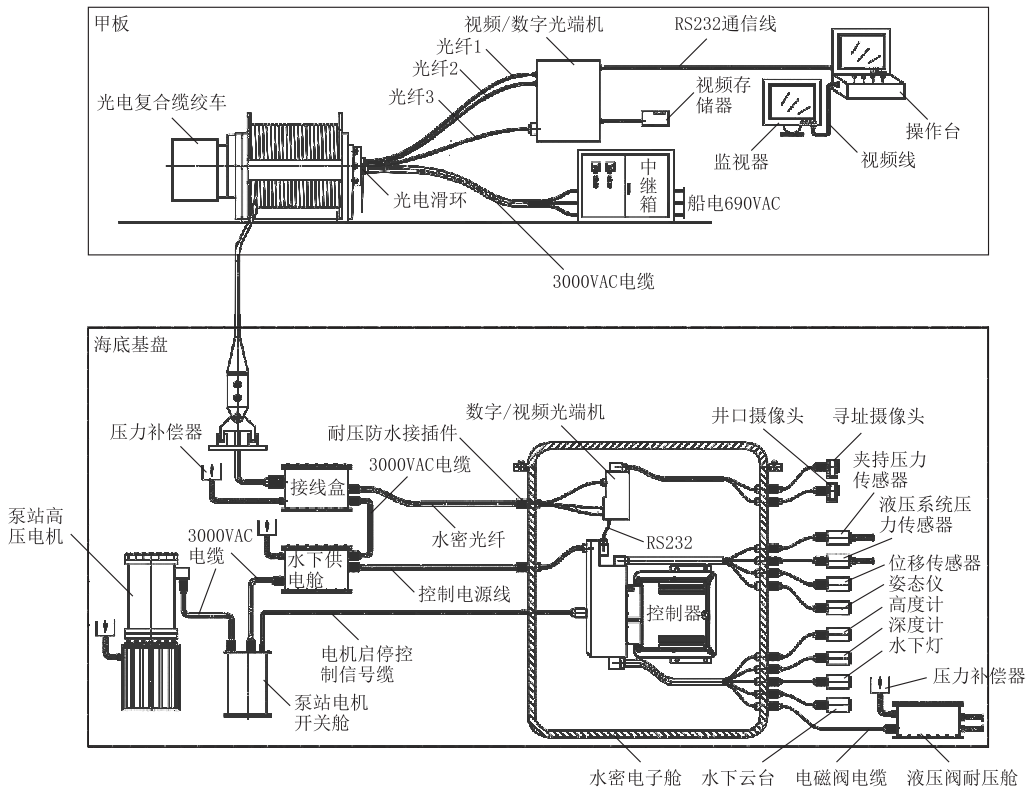 甲板
视频/数字光端机
RS232通信线
光纤1
光纤2
光纤3
光电复合缆绞车
视频存
储器
监视器
视频线
操作台
光电滑环
中
继
箱
船电690VAC
3000VAC电缆
海底基盘
压力补偿器
耐压防水接插件
数字/视频光端机
井口摄像头
寻址摄像头
3000VAC电缆
夹持压力
传感器
接线盒
液压系统压
力传感器
泵站高
压电机
3000VAC
电缆
水密光纤
RS232
水下供
电舱
位移传感器
姿态仪
控制电源线
控制器
高度计
深度计
水下灯
电机启停控
制信号缆
压力补偿器
泵站电机
开关舱
水密电子舱
水下云台
电磁阀电缆
液压阀耐压舱